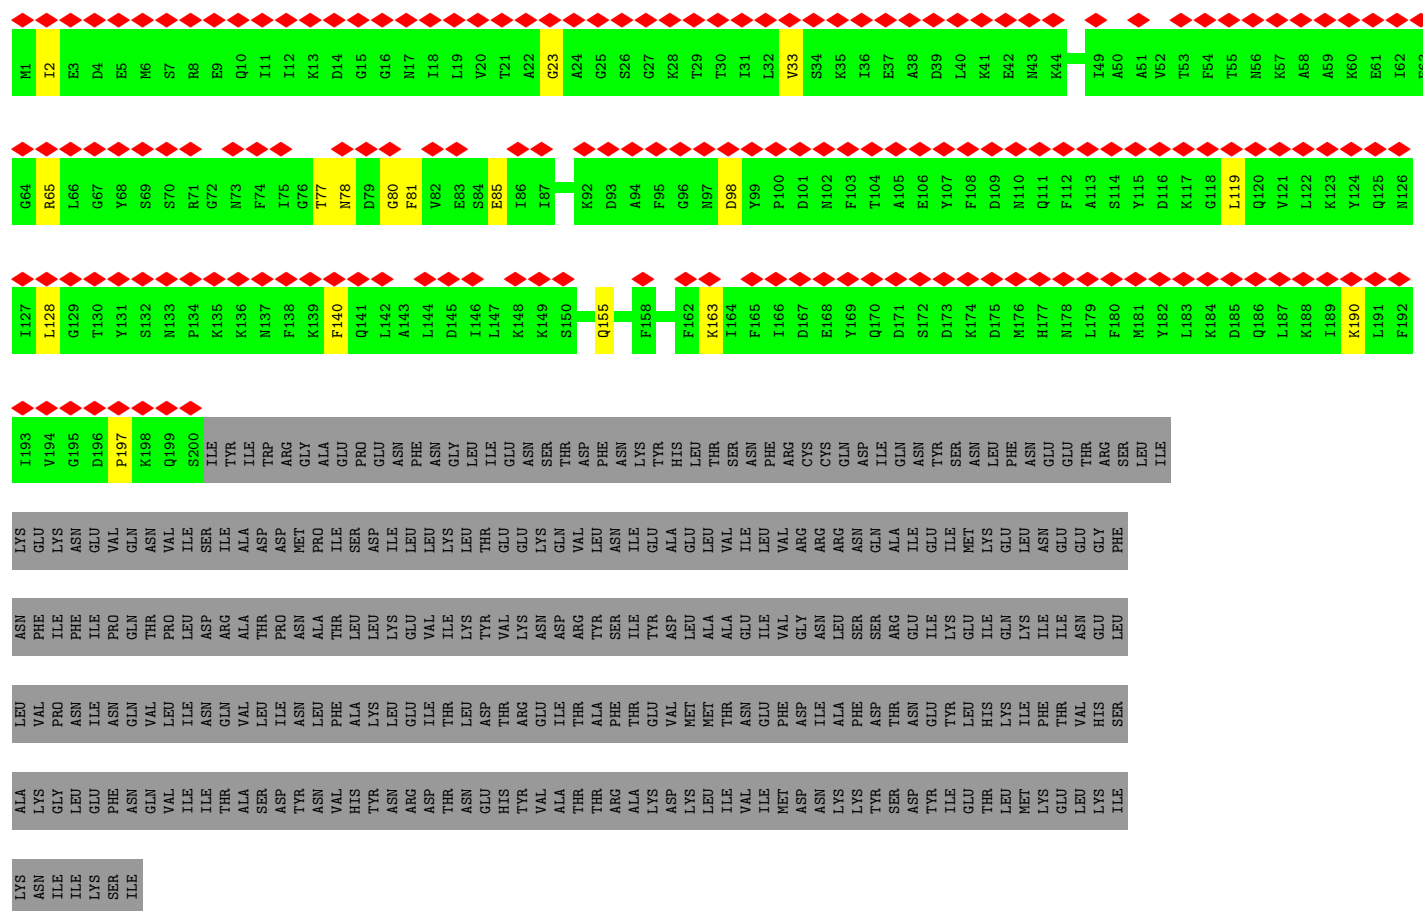 M1 I2 E3 D4 E5 M6 S7 R8 E9 Q10 I11 I12 K13 D14 G15 G16 N17 I18 L19 V20 T21 A22 G23 A24 G25 S26 G27 K28 T29 T30 I31 L32 V33 S34 K35 I36 E37 A38 D39 L40 K41 E42 N43 K44 I49 A50 A51 V52 T53 F54 T55 N56 K57 A58 A59 K60 E61 I62
G64 R65 L66 G67 Y68 S69 S70 R71 G72 N73 F74 I75 G76 T77 N78 D79 G80 F81 V82 E83 S84 E85 I86 I87 K92 D93 A94 F95 G96 N97 D98 Y99 P100 D101 N102 F103 T104 A105 E106 Y107 F108 D109 N110 Q111 F112 A113 S114 Y115 D116 K117 G118 L119 Q120 V121 L122 K123 Y124 Q125 N126
I127 L128 G129 T130 Y131 S132 N133 P134 K135 K136 N137 F138 K139 F140 Q141 L142 A143 L144 D145 I146 L147 K148 K149 S150 Q155 F158 F162 K163 I164 F165 I166 D167 E168 Y169 Q170 D171 S172 D173 K174 D175 M176 H177 N178 L179 F180 M181 Y182 L183 K184 D185 Q186 L187 K188 I189 K190 L191 F192
I193 V194 G195 D196 P197 K198 Q199 S200 ILE TYR ILE TRP ARG GLY ALA GLU PRO GLU ASN PHE ASN GLY LEU ILE GLU ASN SER THR ASP PHE ASN LYS TYR HIS LEU THR SER ASN PHE ARG CYS CYS GLN ASP ILE GLN ASN TYR SER ASN LEU PHE ASN GLU GLU THR ARG SER LEU ILE
LYS GLU LYS ASN GLU VAL GLN ASN VAL ILE SER ILE ALA ASP ASP MET PRO ILE SER ASP ILE LEU LEU LYS LEU THR GLU GLU LYS GLN VAL LEU ASN ILE GLU ALA GLU LEU VAL ILE LEU VAL ARG ARG ARG ASN GLN ALA ILE GLU ILE MET LYS GLU LEU ASN GLU GLU GLY PHE
ASN PHE ILE PHE ILE PRO GLN THR PRO LEU ASP ARG ALA THR PRO ASN ALA THR LEU LEU LYS GLU VAL ILE LYS TYR VAL LYS ASN ASP ARG TYR SER ILE TYR ASP LEU ALA ALA GLU ILE VAL GLY ASN LEU SER SER ARG GLU ILE LYS GLU ILE GLN LYS ILE ILE ASN GLU LEU
LEU VAL PRO ASN ILE ASN GLN VAL LEU ILE ASN GLN VAL LEU ILE ASN LEU PHE ALA LYS LEU GLU ILE THR LEU ASP THR ARG GLU ILE THR ALA PHE THR GLU VAL MET MET THR ASN GLU PHE ASP ILE ALA PHE ASP THR ASN GLU TYR LEU HIS LYS ILE PHE THR VAL HIS SER
ALA LYS GLY LEU GLU PHE ASN GLN VAL ILE ILE THR ALA SER ASP TYR ASN VAL HIS TYR ASN ARG ASP THR ASN GLU HIS TYR VAL ALA THR THR ARG ALA LYS ASP LYS LEU ILE VAL ILE MET ASP ASN LYS LYS TYR SER ASP TYR ILE GLU THR LEU MET LYS GLU LEU LYS ILE
LYS ASN ILE ILE LYS SER ILE